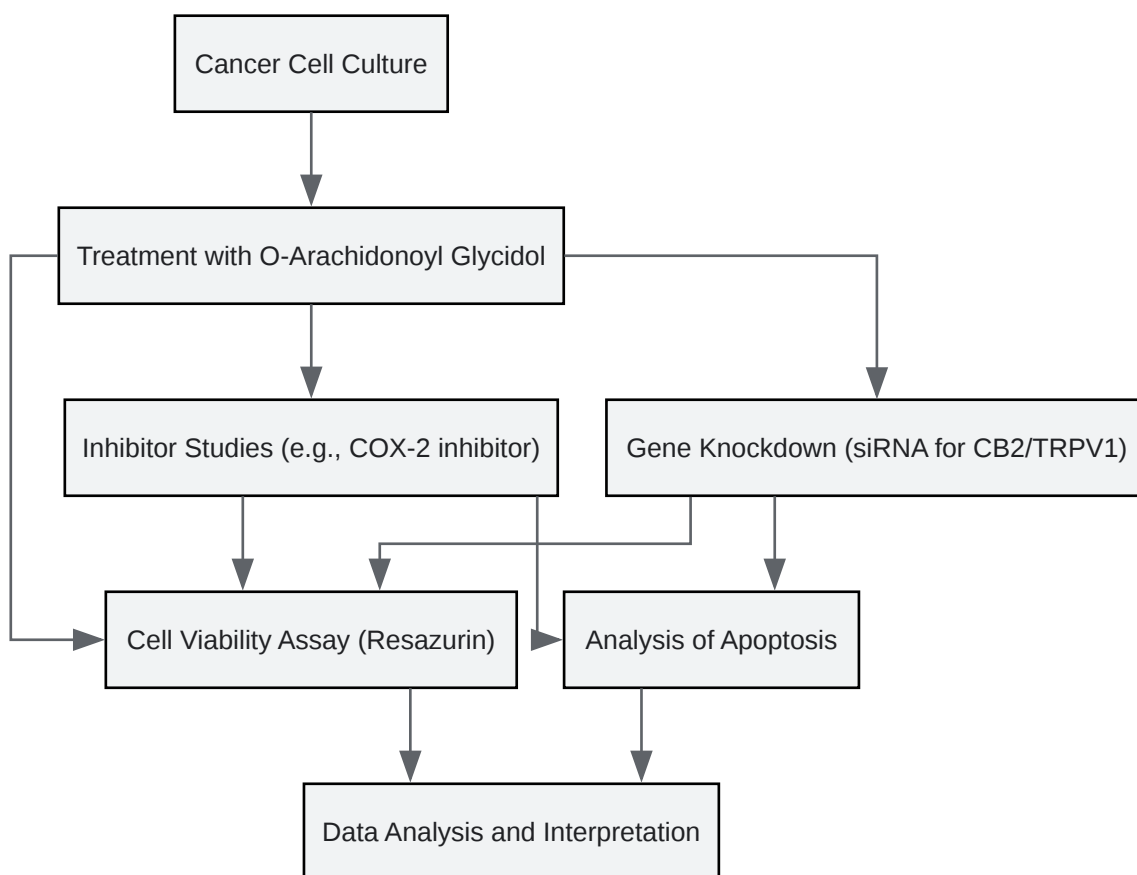 Cancer Cell Culture
Treatment with O-Arachidonoyl Glycidol
Inhibitor Studies (e.g., COX-2 inhibitor)
Gene Knockdown (siRNA for CB2/TRPV1)
Cell Viability Assay (Resazurin)
Analysis of Apoptosis
Data Analysis and Interpretation